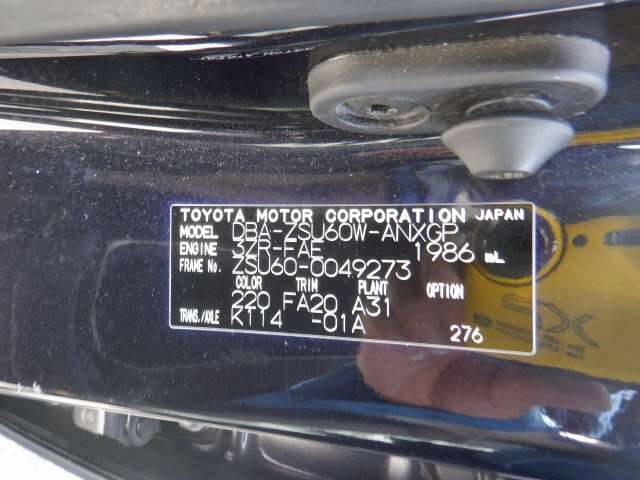 TOYOTA MOTOR CORPORATION JAPAN
MODEL DBA-ZSU60W-ANXGP
ENGINE 3ZR-FAE 1986 mL
FRAME No. ZSU60-0049273
COLOR TRIM PLANT OPTION
220 FA20 A31
TRANS./AXLE K114 -01A
276